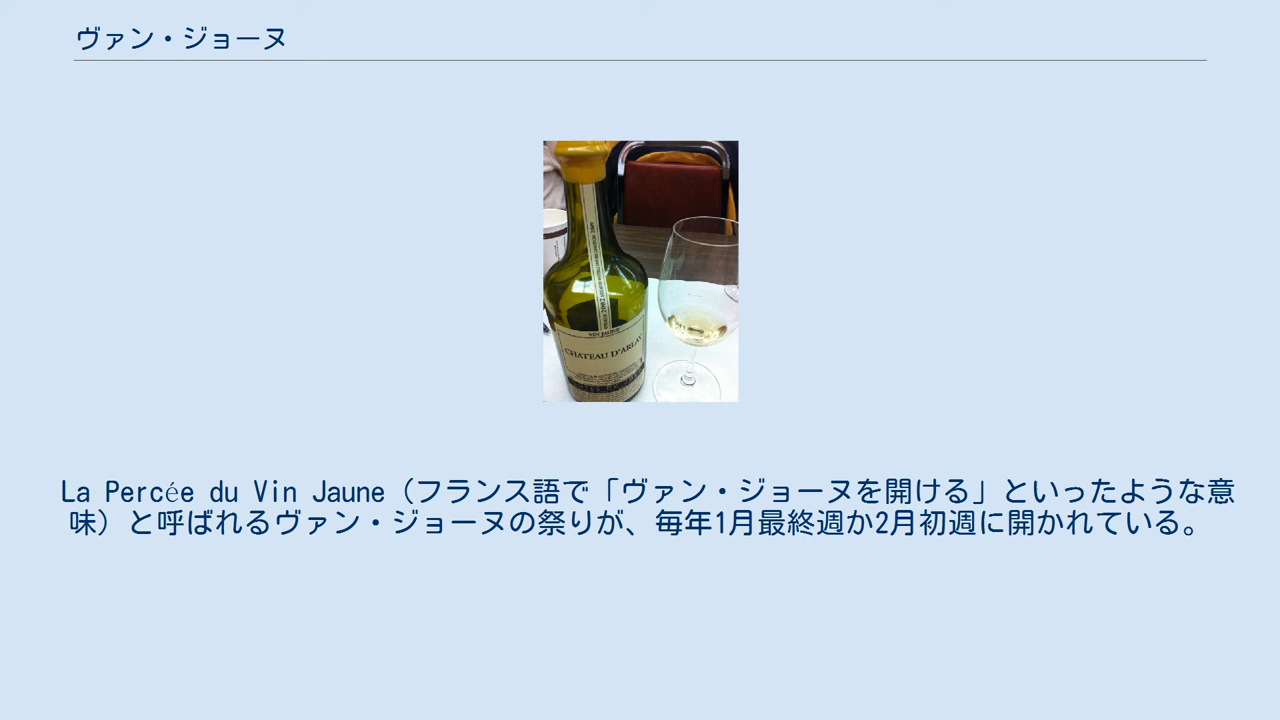 ヴァン・ジョーヌ
VIN JAUNE
CHATEAU D'ARLAY
La Percée du Vin Jaune（フランス語で「ヴァン・ジョーヌを開ける」といったような意
味）と呼ばれるヴァン・ジョーヌの祭りが、毎年1月最終週か2月初週に開かれている。